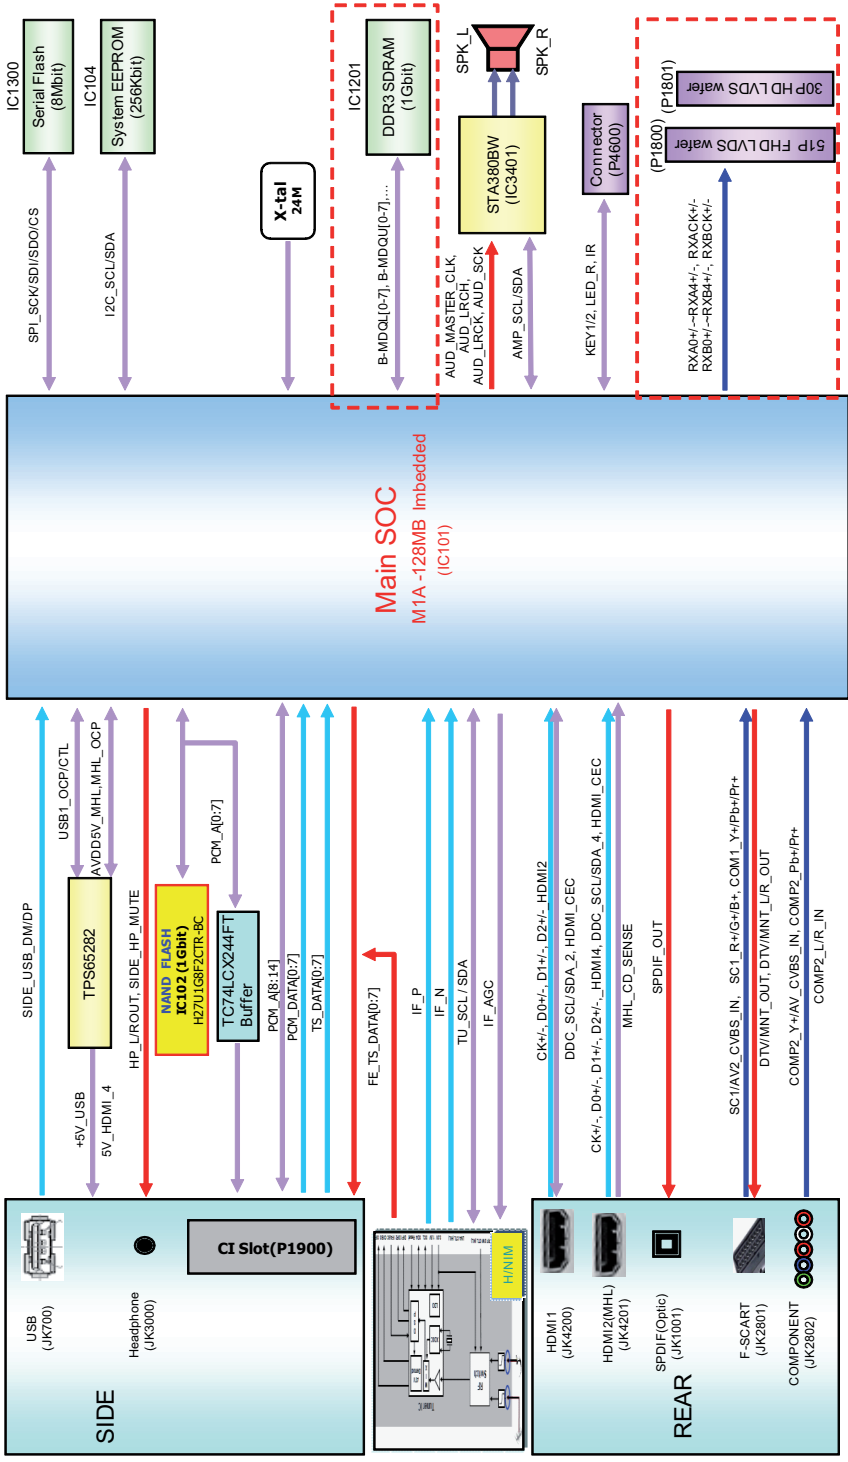 IC1300
Serial Flash
(8Mbit)
IC104
System EEPROM
(256Kbit)
X-tal
24M
IC1201
DDR3 SDRAM
(1Gbit)
SPK_L
SPK_R
STA380BW
(IC3401)
Connector
(P4600)
(P1801)
30P HD LVDS wafer
(P1800)
51P FHD LVDS wafer
SPI_SCK/SDI/SDO/CS
I2C_SCL/SDA
B-MDQL[0-7], B-MDQU[0-7],....
AUD_MASTER_CLK,
AUD_LRCH,
AUD_LRCK, AUD_SCK
AMP_SCL/SDA
KEY1/2, LED_R, IR
RXA0+/-~RXA4+/-, RXACK+/-
RXB0+/-~RXB4+/-, RXBCK+/-
Main SOC
M1A -128MB Imbedded
(IC101)
SIDE_USB_DM/DP
USB1_OCP/CTL
AVDD5V_MHL,MHL_OCP
TPS65282
+5V_USB
5V_HDMI_4
HP_L/ROUT, SIDE_HP_MUTE
NAND FLASH
IC102 (1Gbit)
H27U1G8F2CTR-BC
PCM_A[0:7]
TC74LCX244FT
Buffer
PCM_A[8:14]
PCM_DATA[0:7]
TS_DATA[0:7]
FE_TS_DATA[0:7]
IF_P
IF_N
TU_SCL / SDA
IF_AGC
CK+/-, D0+/-, D1+/-, D2+/-_HDMI2
DDC_SCL/SDA_2, HDMI_CEC
CK+/-, D0+/-, D1+/-, D2+/-_HDMI4, DDC_SCL/SDA_4, HDMI_CEC
MHL_CD_SENSE
SPDIF_OUT
SC1/AV2_CVBS_IN, SC1_R+/G+/B+, COM1_Y+/Pb+/Pr+
DTV/MNT_OUT, DTV/MNT_L/R_OUT
COMP2_Y+/AV_CVBS_IN, COMP2_Pb+/Pr+
COMP2_L/R_IN
USB
(JK700)
Headphone
(JK3000)
CI Slot(P1900)
SIDE
H/NIM
Tuner IC
RF
Switch
LDO
HDMI1
(JK4200)
HDMI2(MHL)
(JK4201)
SPDIF(Optic)
(JK1001)
F-SCART
(JK2801)
COMPONENT
(JK2802)
REAR